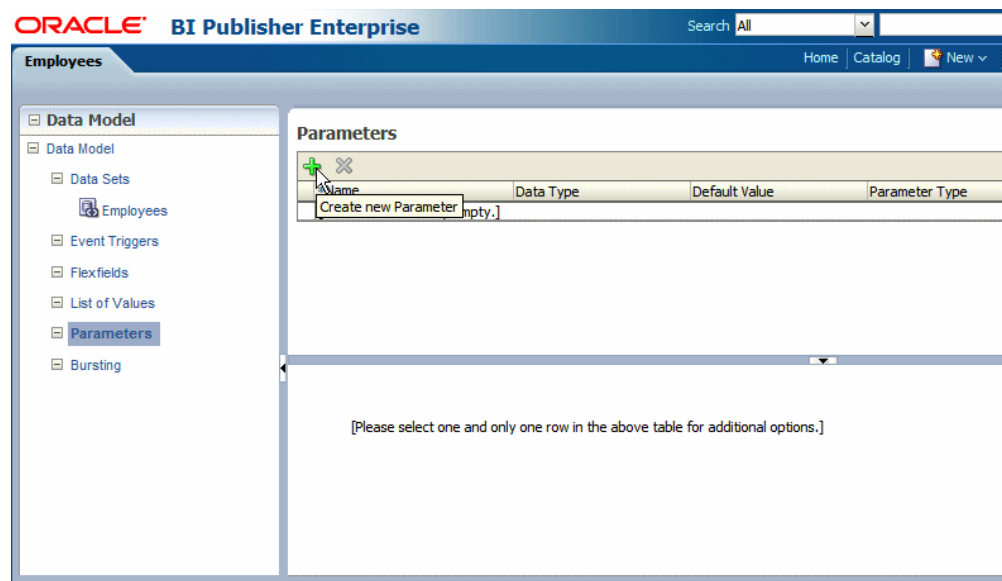 ORACLE BI Publisher Enterprise Search All
Employees Home Catalog New
Data Model
Data Model
Data Sets
Employees
Event Triggers
Flexfields
List of Values
Parameters
Bursting
Parameters
Name Data Type Default Value Parameter Type
Create new Parameter
[Please select one and only one row in the above table for additional options.]